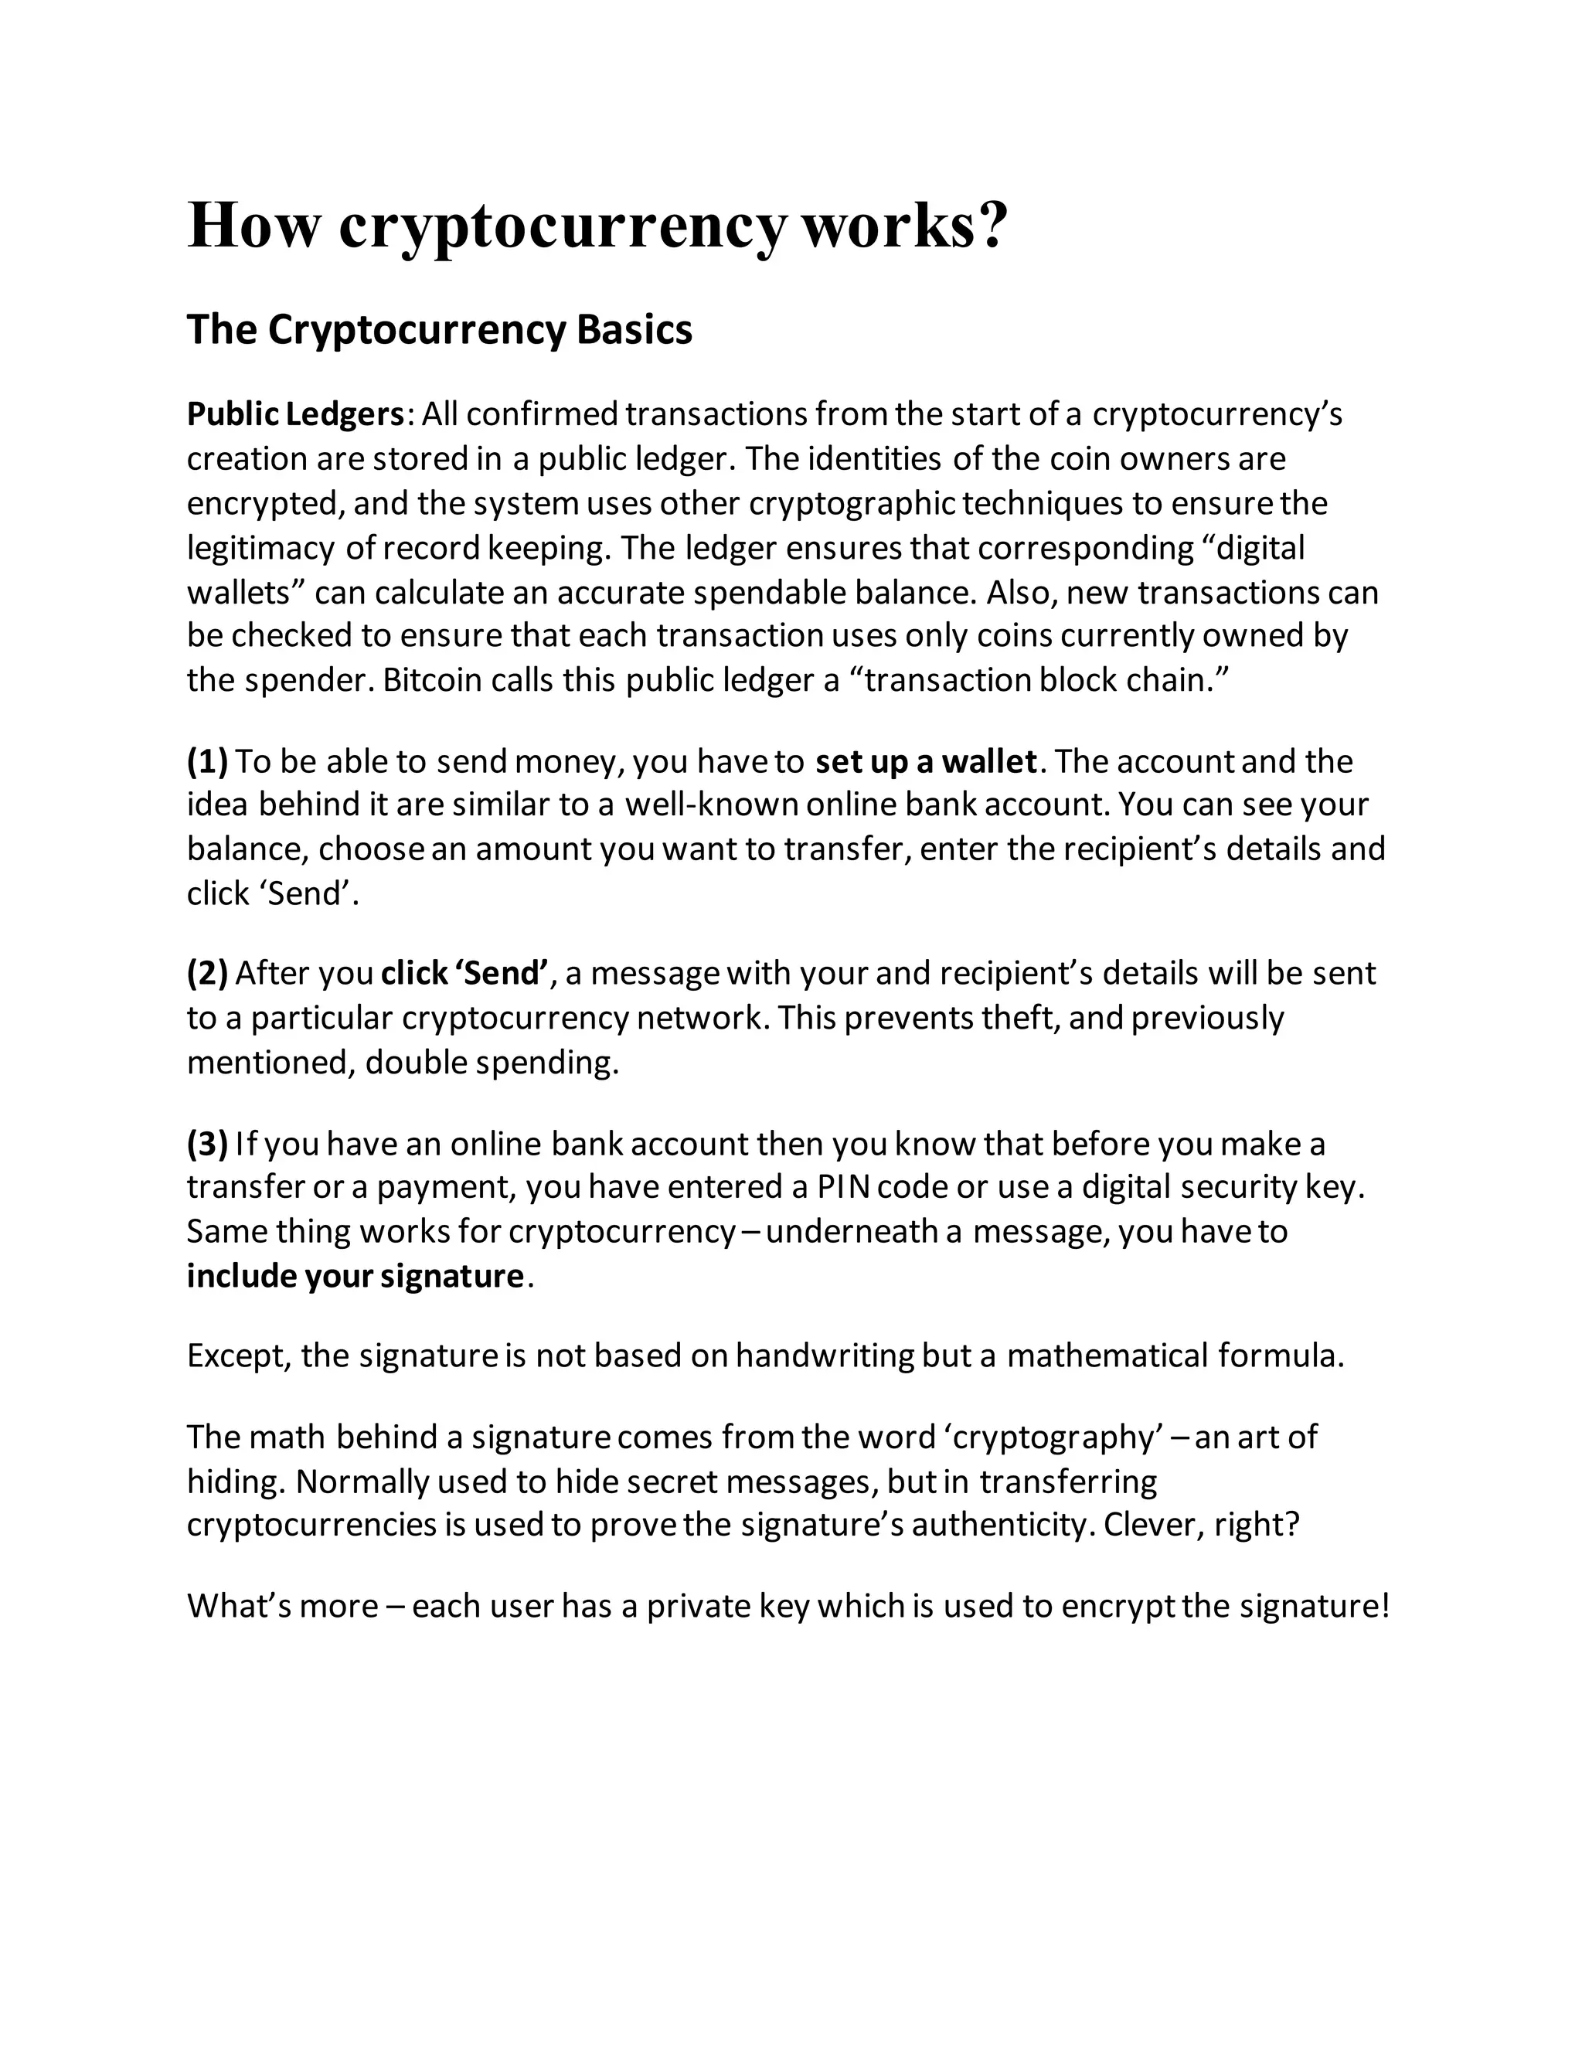 How cryptocurrency works?
The Cryptocurrency Basics
Public Ledgers: All confirmed transactions from the start of a cryptocurrency’s
creation are stored in a public ledger. The identities of the coin owners are
encrypted, and the system uses other cryptographic techniques to ensure the
legitimacy of record keeping. The ledger ensures that corresponding “digital
wallets” can calculate an accurate spendable balance. Also, new transactions can
be checked to ensure that each transaction uses only coins currently owned by
the spender. Bitcoin calls this public ledger a “transaction block chain.”
(1) To be able to send money, you have to set up a wallet. The account and the
idea behind it are similar to a well-known online bank account. You can see your
balance, choose an amount you want to transfer, enter the recipient’s details and
click ‘Send’.
(2) After you click ‘Send’, a message with your and recipient’s details will be sent
to a particular cryptocurrency network. This prevents theft, and previously
mentioned, double spending.
(3) If you have an online bank account then you know that before you make a
transfer or a payment, you have entered a PIN code or use a digital security key.
Same thing works for cryptocurrency – underneath a message, you have to
include your signature.
Except, the signature is not based on handwriting but a mathematical formula.
The math behind a signature comes from the word ‘cryptography’ – an art of
hiding. Normally used to hide secret messages, but in transferring
cryptocurrencies is used to prove the signature’s authenticity. Clever, right?
What’s more – each user has a private key which is used to encrypt the signature!